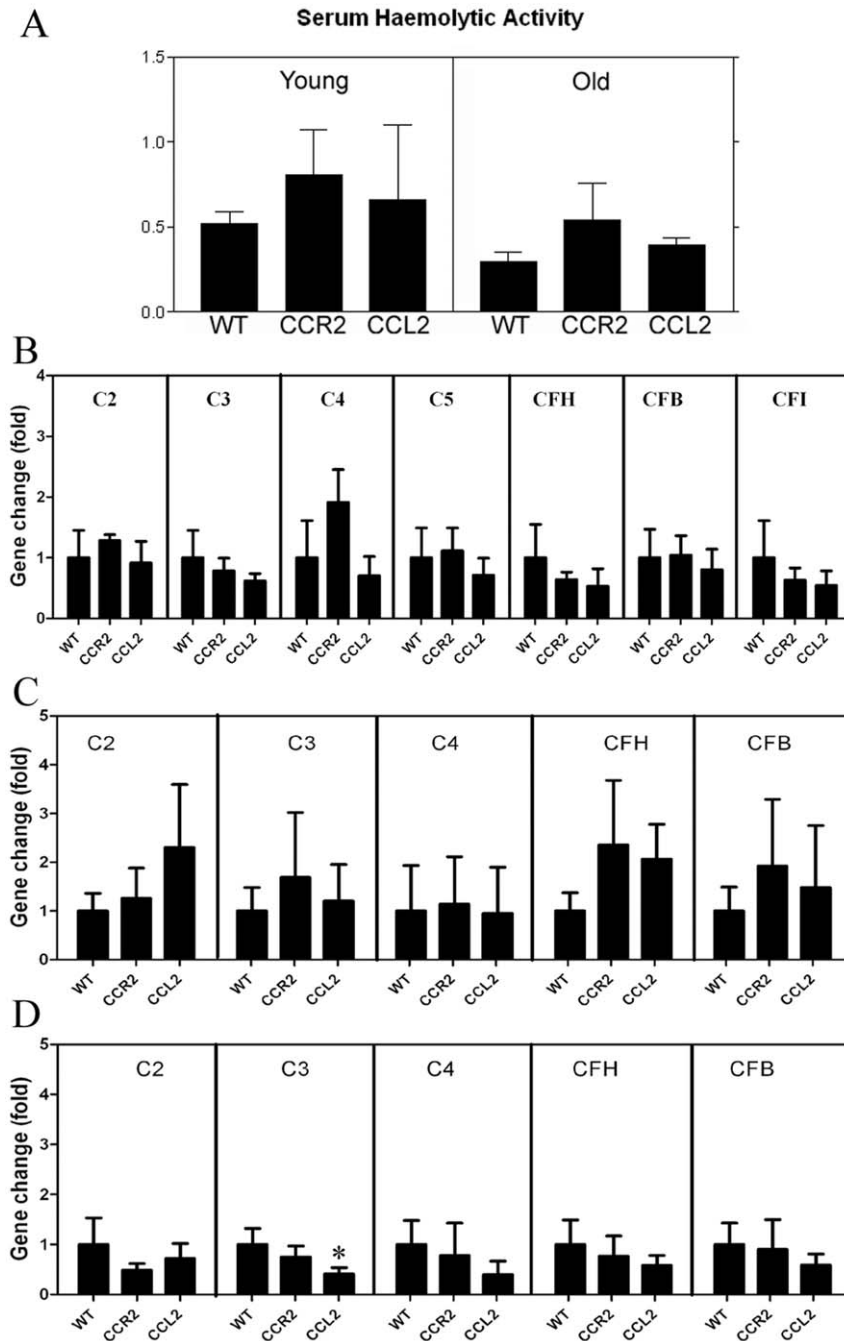 A
Serum Haemolytic Activity
1.5
1.0
0.5
0.0
Young
Old
WT CCR2 CCL2 WT CCR2 CCL2
B
Gene change (fold)
4
3
2
1
0
C2 C3 C4 C5 CFH CFB CFI
WT CCR2 CCL2 WT CCR2 CCL2 WT CCR2 CCL2 WT CCR2 CCL2 WT CCR2 CCL2 WT CCR2 CCL2 WT CCR2 CCL2
C
Gene change (fold)
5
4
3
2
1
0
C2 C3 C4 CFH CFB
WT CCR2 CCL2 WT CCR2 CCL2 WT CCR2 CCL2 WT CCR2 CCL2 WT CCR2 CCL2
D
Gene change (fold)
5
4
3
2
1
0
C2 C3 C4 CFH CFB
*
WT CCR2 CCL2 WT CCR2 CCL2 WT CCR2 CCL2 WT CCR2 CCL2 WT CCR2 CCL2